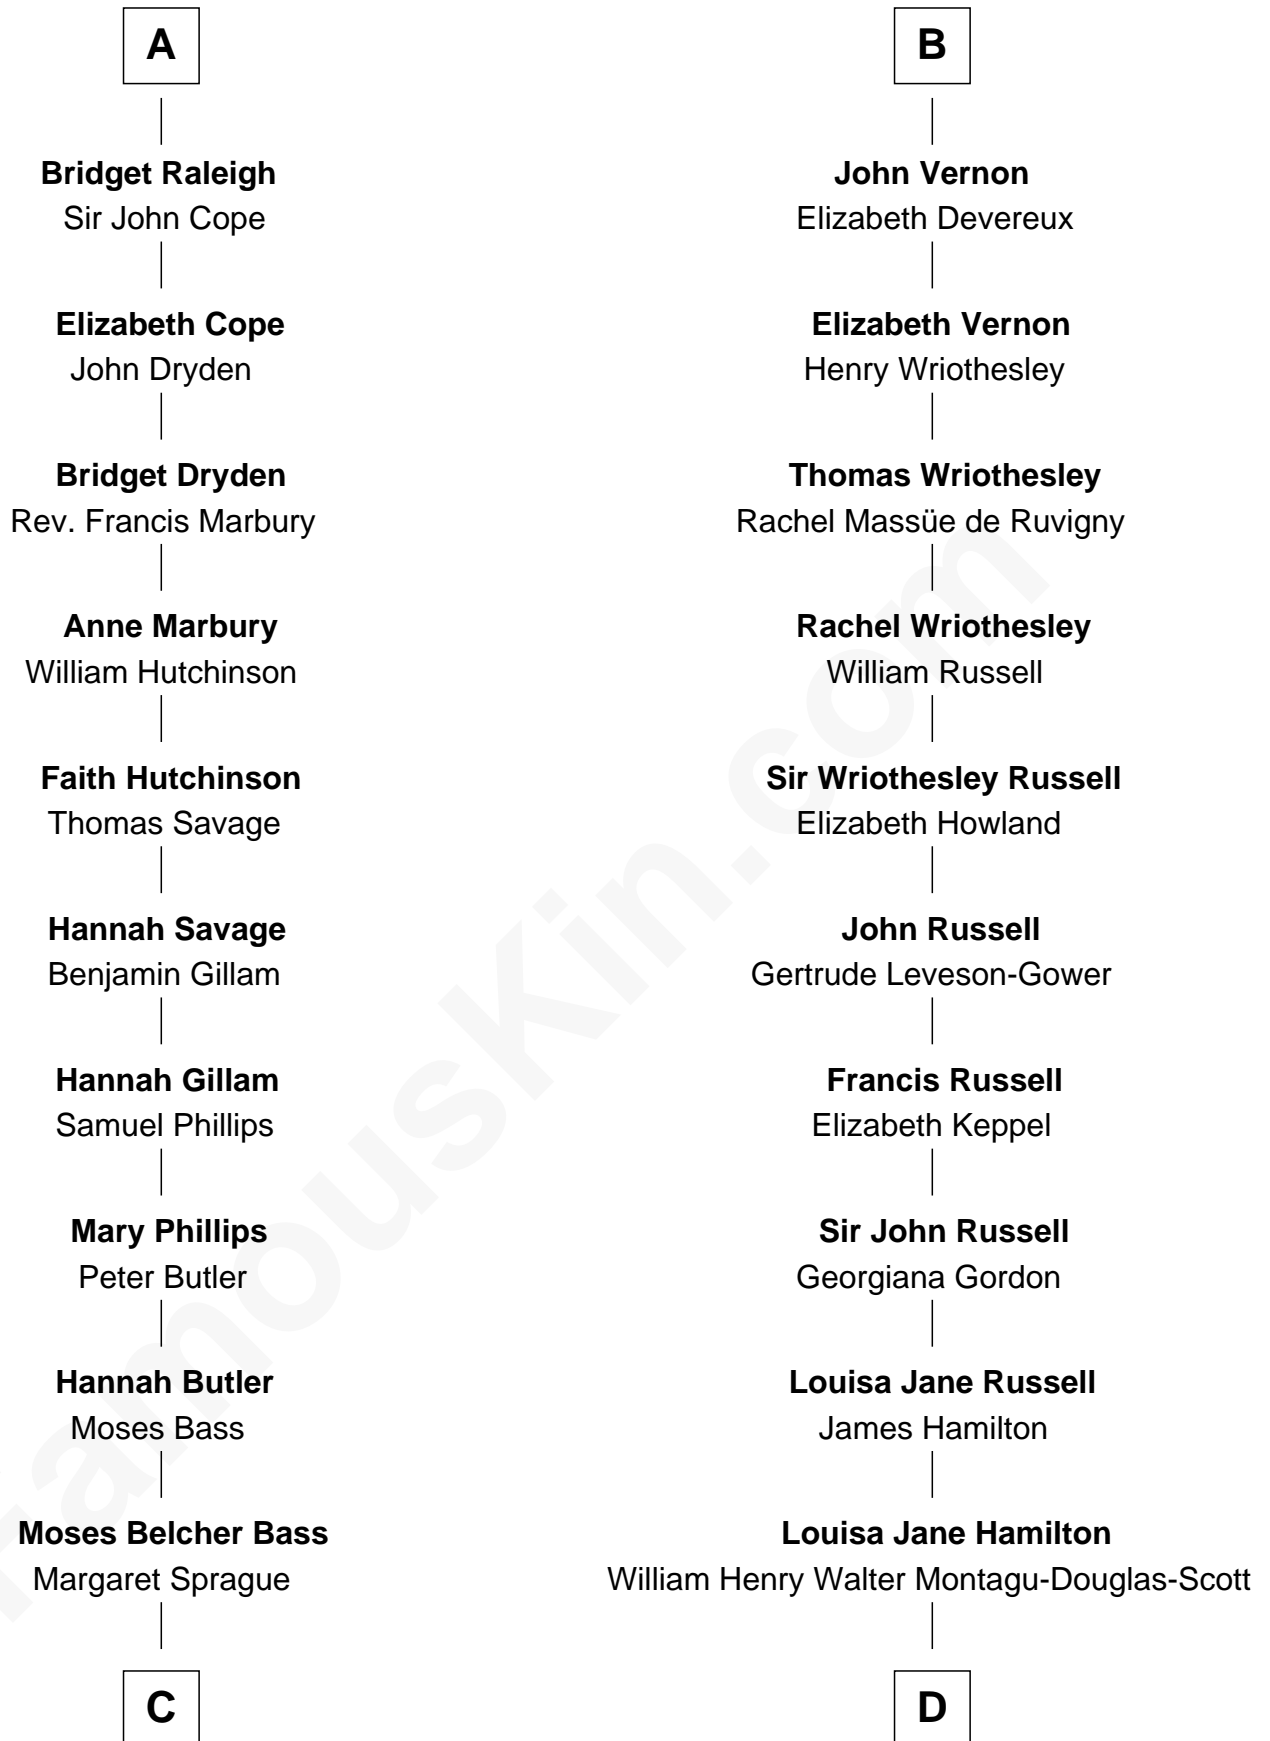 A
Bridget Raleigh
Sir John Cope
Elizabeth Cope
John Dryden
Bridget Dryden
Rev. Francis Marbury
Anne Marbury
William Hutchinson
Faith Hutchinson
Thomas Savage
Hannah Savage
Benjamin Gillam
Hannah Gillam
Samuel Phillips
Mary Phillips
Peter Butler
Hannah Butler
Moses Bass
Moses Belcher Bass
Margaret Sprague
C
B
John Vernon
Elizabeth Devereux
Elizabeth Vernon
Henry Wriothesley
Thomas Wriothesley
Rachel Massüe de Ruvigny
Rachel Wriothesley
William Russell
Sir Wriothesley Russell
Elizabeth Howland
John Russell
Gertrude Leveson-Gower
Francis Russell
Elizabeth Keppel
Sir John Russell
Georgiana Gordon
Louisa Jane Russell
James Hamilton
Louisa Jane Hamilton
William Henry Walter Montagu-Douglas-Scott
D
FamousKin.com